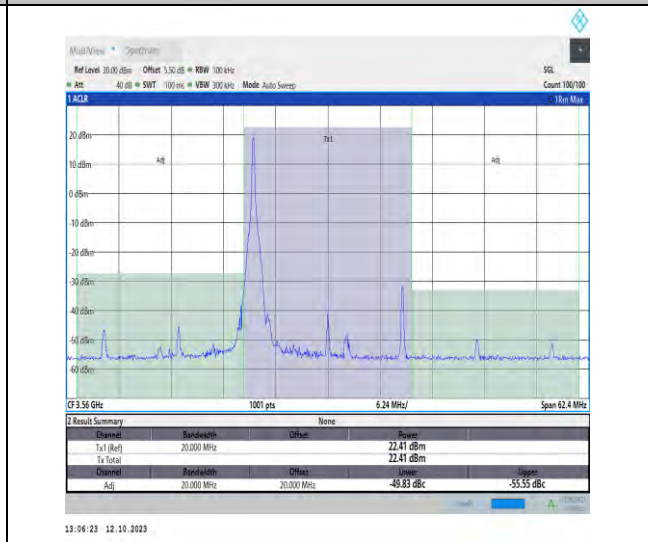 MultiView Spectrum
Ref Level 30.00 dBm Offset 5.50 dB RBW 100 kHz SGL
Att 40 dB SWT 100 ms VBW 300 kHz Mode Auto Sweep Count 100/100
1 ACLR 1Rm Max
20 dBm
Tx1
Adj
Adj
10 dBm
0 dBm
-10 dBm
-20 dBm
-30 dBm
-40 dBm
-50 dBm
-60 dBm
CF 3.56 GHz 1001 pts 6.24 MHz/ Span 62.4 MHz
2 Result Summary None
Channel Bandwidth Offset Power
Tx1 (Ref) 20.000 MHz 22.41 dBm
Tx Total 22.41 dBm
Channel Bandwidth Offset Lower Upper
Adj 20.000 MHz 20.000 MHz -49.83 dBc -55.55 dBc
13:06:23 12.10.2023